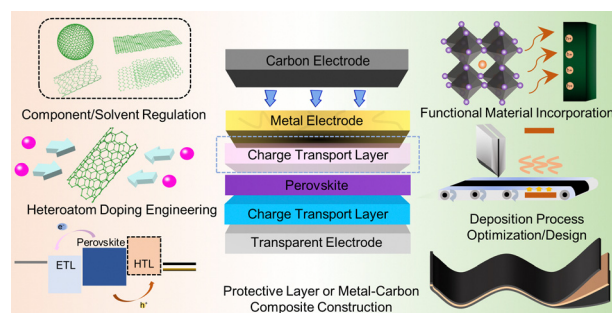 Component/Solvent Regulation
Heteroatom Doping Engineering
e-
Perovskite
ETL
HTL
h+
Carbon Electrode
Metal Electrode
Charge Transport Layer
Perovskite
Charge Transport Layer
Transparent Electrode
Protective Layer or Metal-Carbon
Composite Construction
Functional Material Incorporation
Deposition Process
Optimization/Design